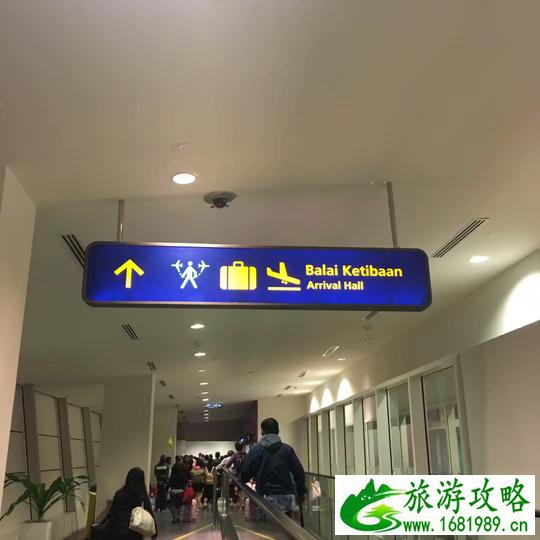 Balai Ketibaan
Arrival Hall
旅游攻略
www.1681989.cn